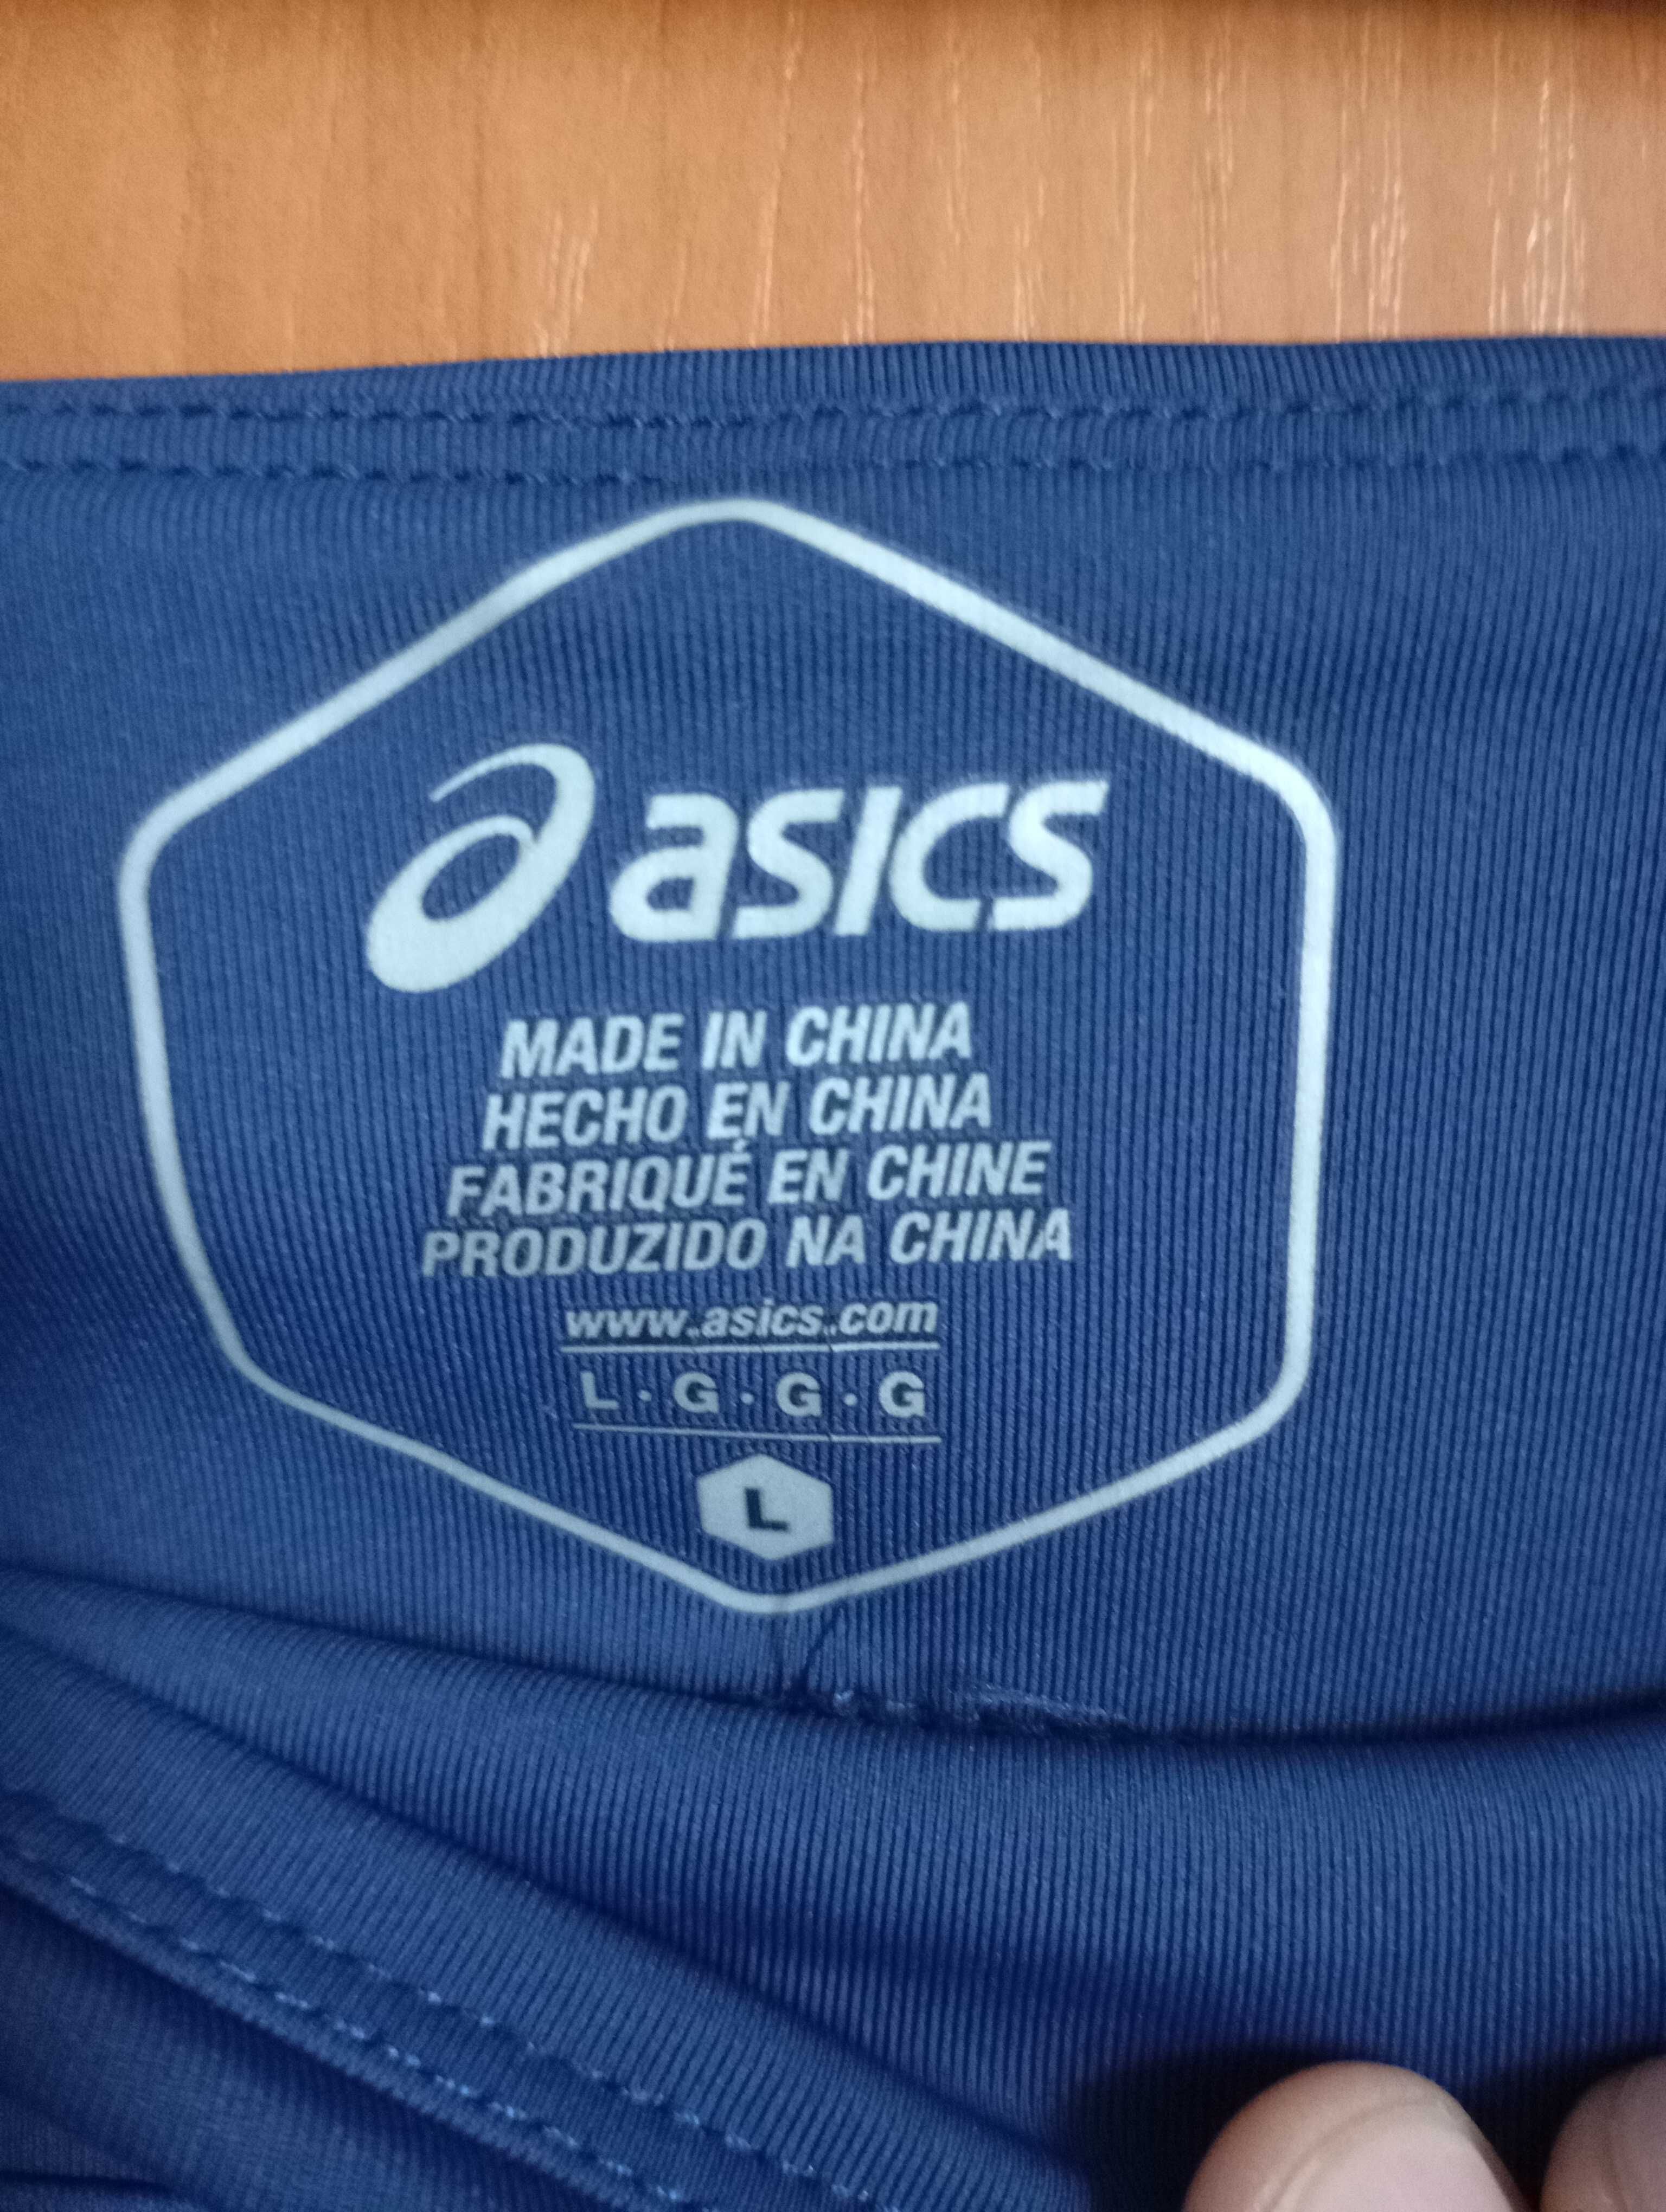 asics
MADE IN CHINA
HECHO EN CHINA
FABRIQUÉ EN CHINE
PRODUZIDO NA CHINA
www.asics.com
L · G · G · G
L